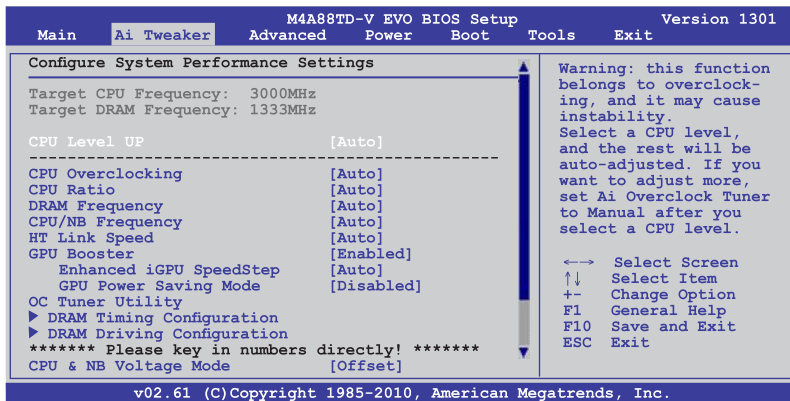 M4A88TD-V EVO BIOS Setup Version 1301
Main Ai Tweaker Advanced Power Boot Tools Exit
Configure System Performance Settings
Target CPU Frequency: 3000MHz
Target DRAM Frequency: 1333MHz
CPU Level UP [Auto]
--------------------------------------------------
CPU Overclocking [Auto]
CPU Ratio [Auto]
DRAM Frequency [Auto]
CPU/NB Frequency [Auto]
HT Link Speed [Auto]
GPU Booster [Enabled]
Enhanced iGPU SpeedStep [Auto]
GPU Power Saving Mode [Disabled]
OC Tuner Utility
▶ DRAM Timing Configuration
▶ DRAM Driving Configuration
******* Please key in numbers directly! *******
CPU & NB Voltage Mode [Offset]
Warning: this function
belongs to overclock-
ing, and it may cause
instability.
Select a CPU level,
and the rest will be
auto-adjusted. If you
want to adjust more,
set Ai Overclock Tuner
to Manual after you
select a CPU level.
←→ Select Screen
↑↓ Select Item
+- Change Option
F1 General Help
F10 Save and Exit
ESC Exit
v02.61 (C)Copyright 1985-2010, American Megatrends, Inc.